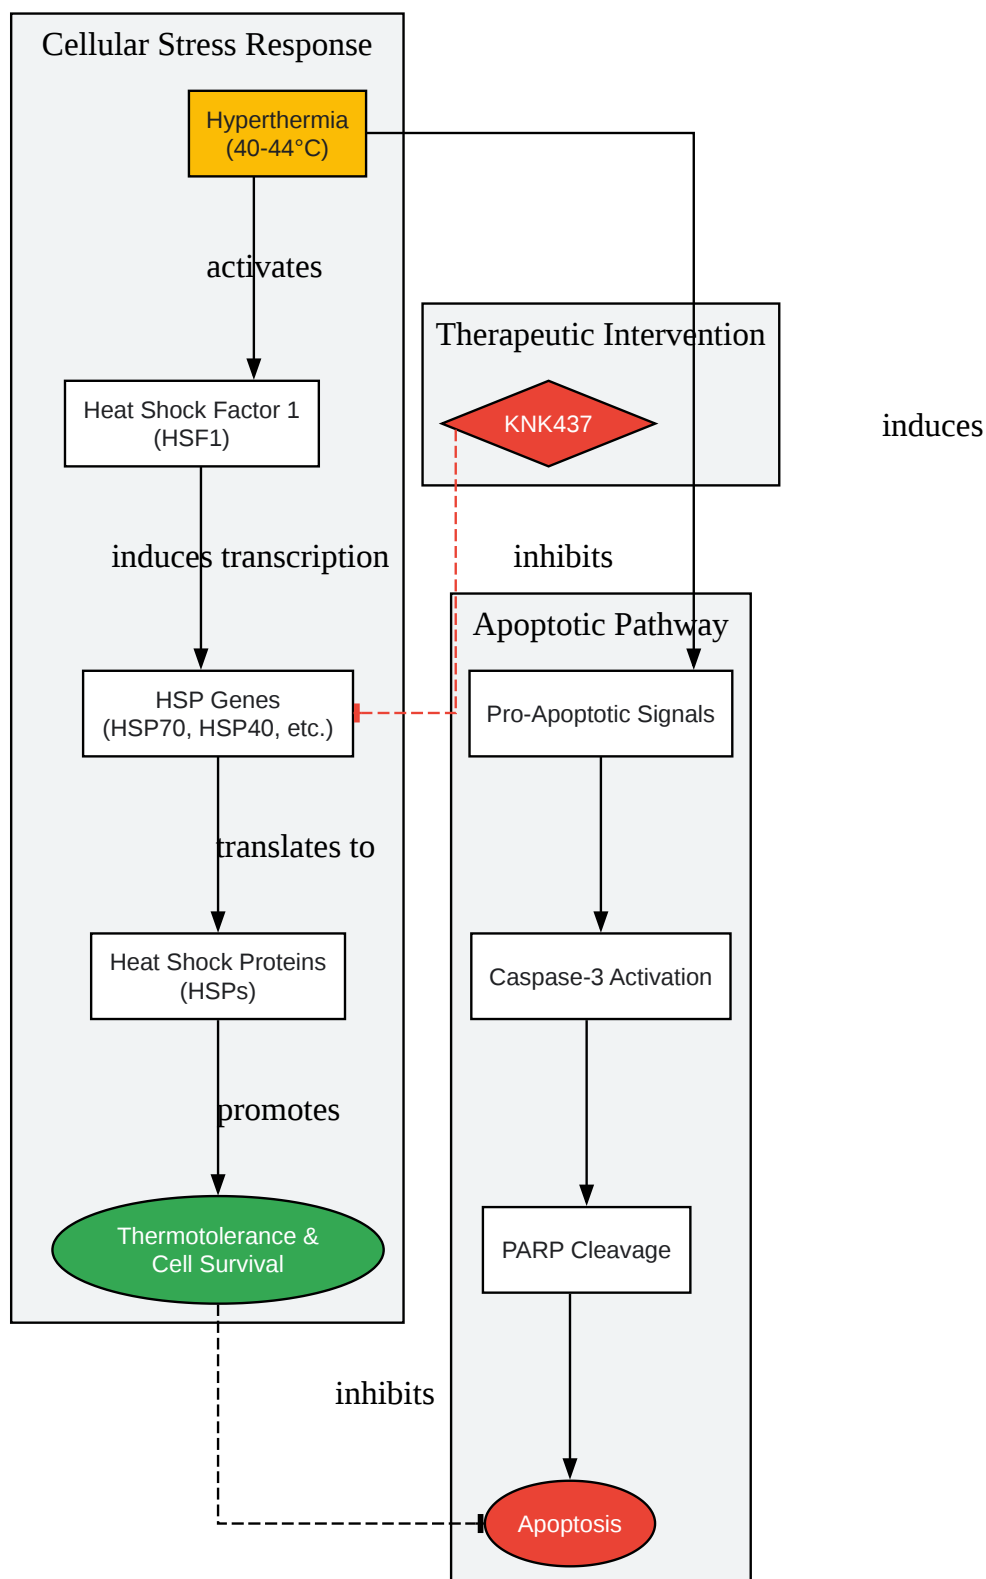 Cellular Stress Response
Hyperthermia
(40-44°C)
activates
Therapeutic Intervention
Heat Shock Factor 1
(HSF1)
KNK437
induces
induces transcription
inhibits
Apoptotic Pathway
HSP Genes
(HSP70, HSP40, etc.)
Pro-Apoptotic Signals
translates to
Heat Shock Proteins
(HSPs)
Caspase-3 Activation
promotes
Thermotolerance &
Cell Survival
PARP Cleavage
inhibits
Apoptosis